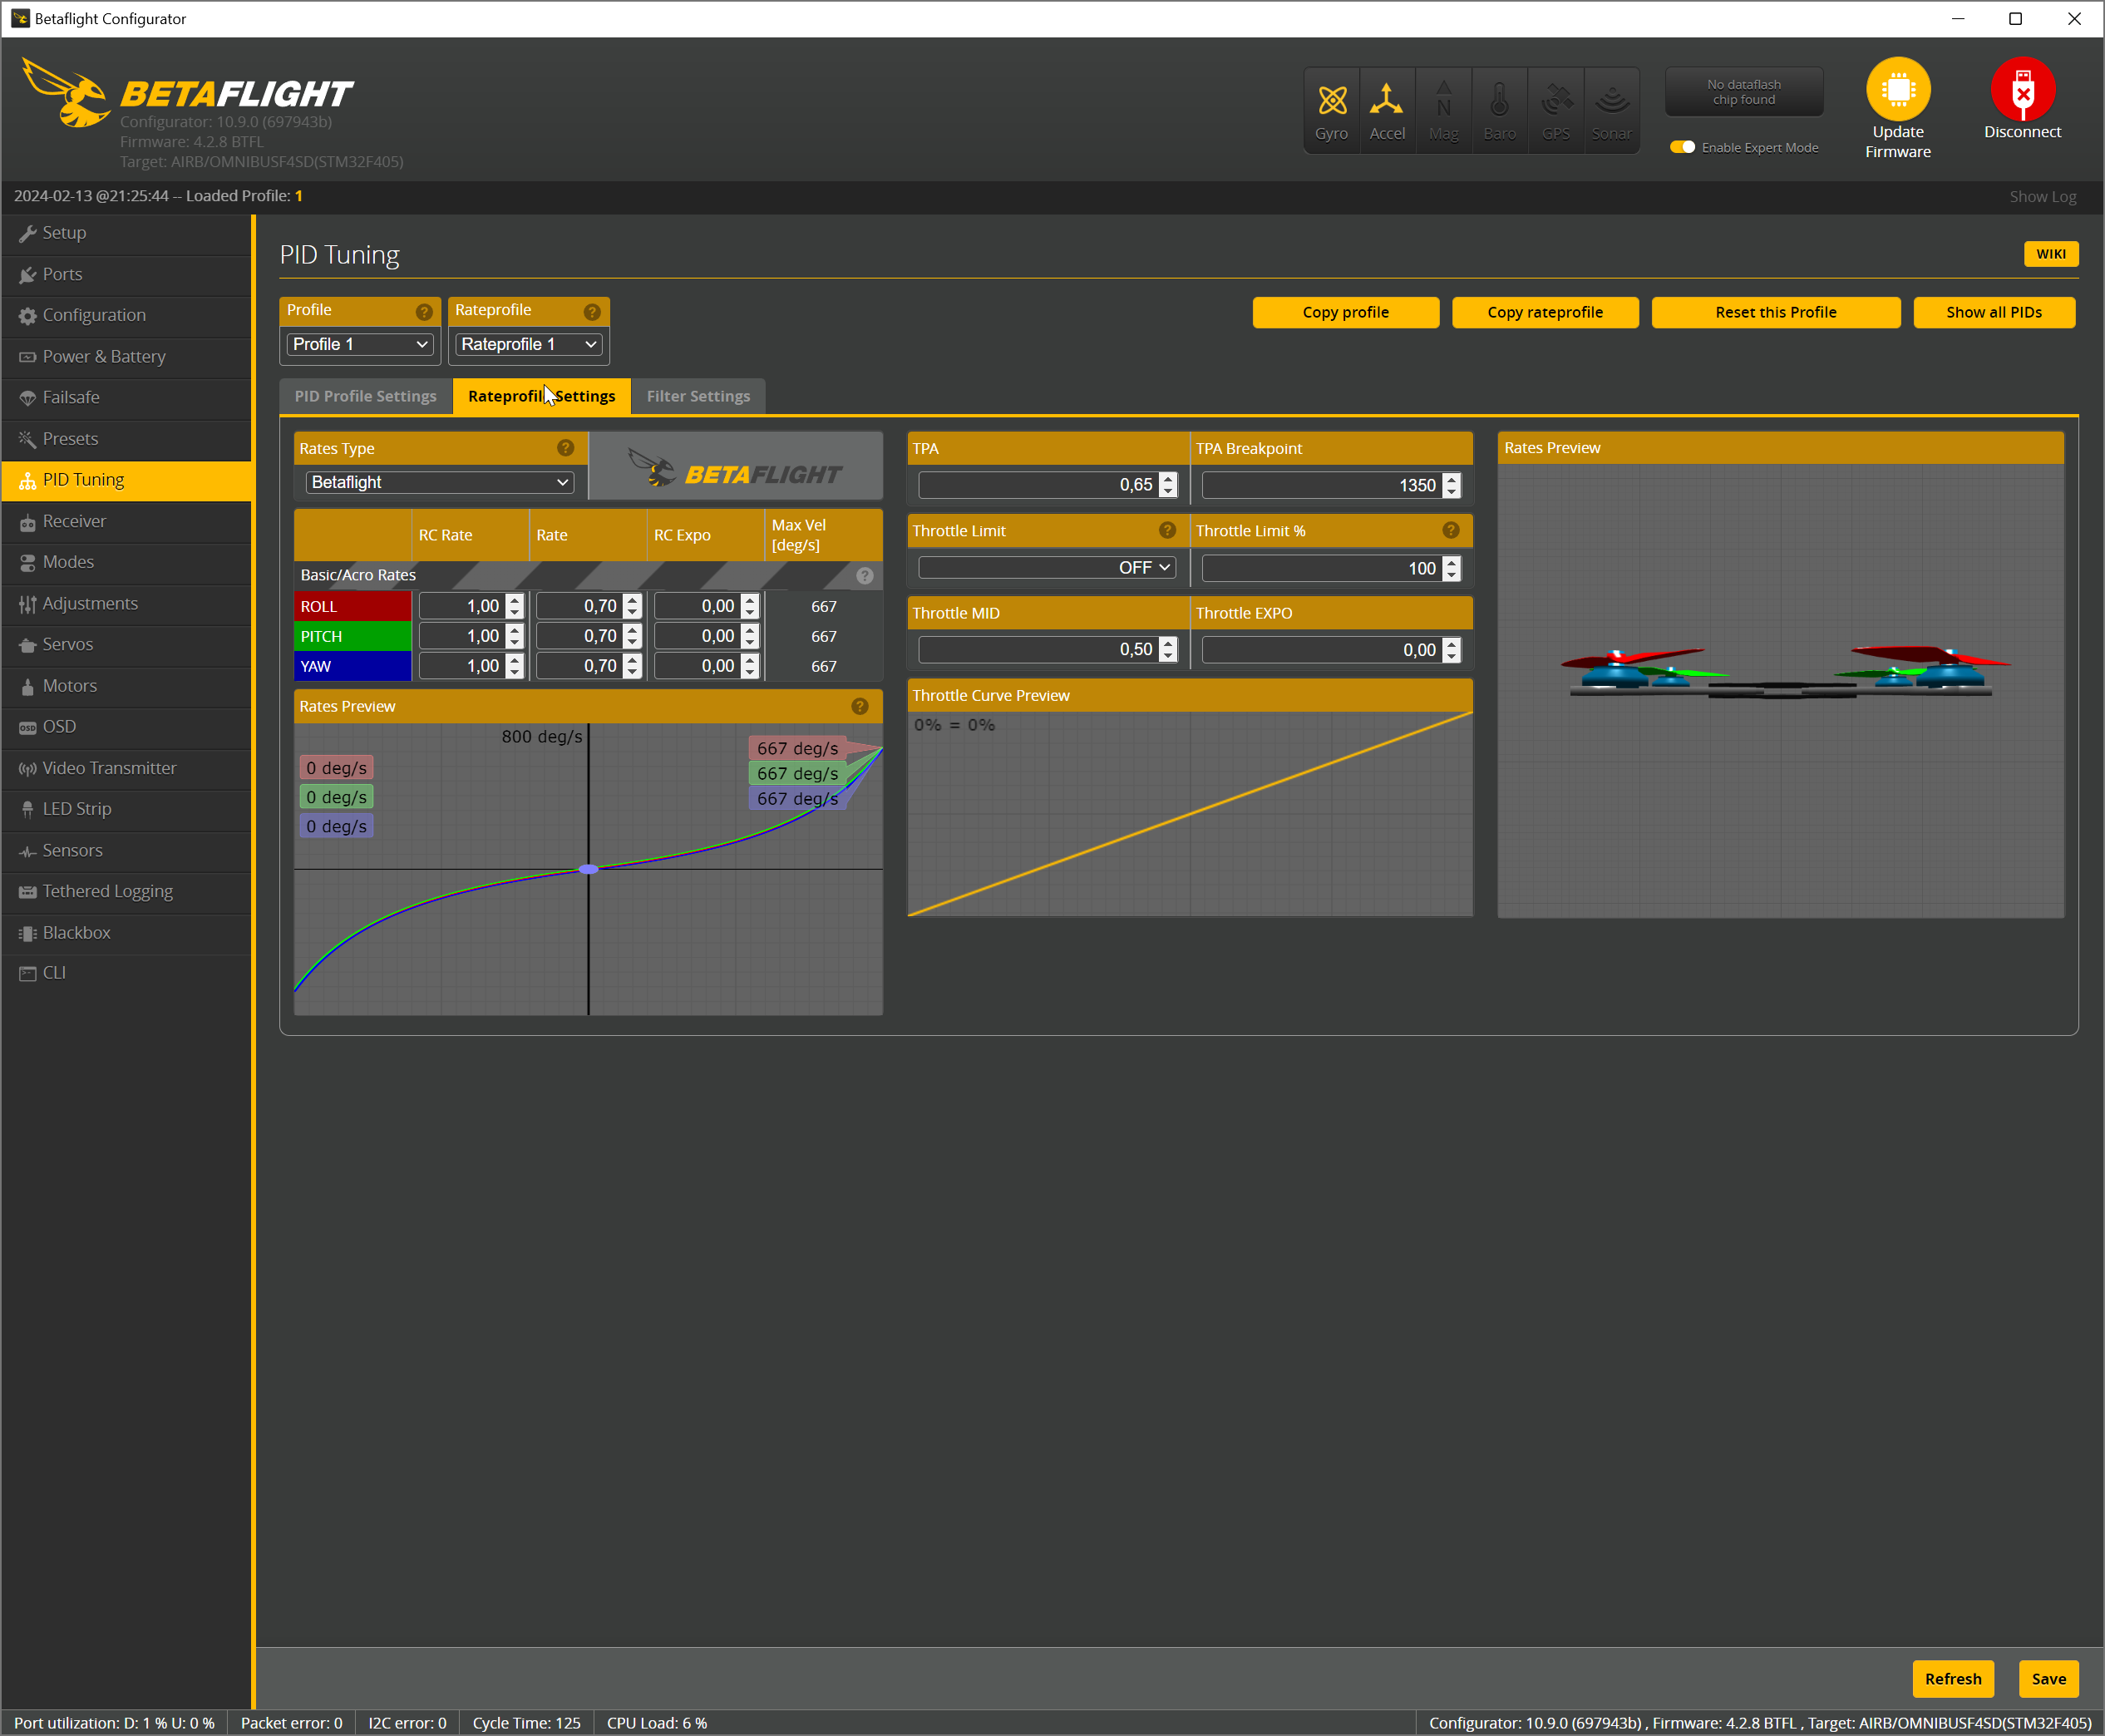 Betaflight Configurator
BETAFLIGHT
Configurator: 10.9.0 (697943b)
Firmware: 4.2.8 BTFL
Target: AIRB/OMNIBUSF4SD(STM32F405)
Gyro
Accel
N
Mag
Baro
GPS
Sonar
No dataflash
chip found
Enable Expert Mode
Update
Firmware
Disconnect
2024-02-13 @21:25:44 -- Loaded Profile: 1
Show Log
Setup
Ports
Configuration
Power & Battery
Failsafe
Presets
PID Tuning
Receiver
Modes
Adjustments
Servos
Motors
OSD OSD
Video Transmitter
LED Strip
Sensors
Tethered Logging
Blackbox
CLI
PID Tuning
WIKI
Profile ?
Rateprofile ?
Profile 1
Rateprofile 1
Copy profile
Copy rateprofile
Reset this Profile
Show all PIDs
PID Profile Settings
Rateprofile Settings
Filter Settings
Rates Type ?
Betaflight
BETAFLIGHT
RC Rate
Rate
RC Expo
Max Vel
[deg/s]
Basic/Acro Rates ?
ROLL 1,00 0,70 0,00 667
PITCH 1,00 0,70 0,00 667
YAW 1,00 0,70 0,00 667
Rates Preview ?
800 deg/s
0 deg/s
0 deg/s
0 deg/s
667 deg/s
667 deg/s
667 deg/s
TPA
TPA Breakpoint
0,65
1350
Throttle Limit ?
Throttle Limit % ?
OFF
100
Throttle MID
Throttle EXPO
0,50
0,00
Throttle Curve Preview
0% = 0%
Rates Preview
Refresh
Save
Port utilization: D: 1 % U: 0 %
Packet error: 0
I2C error: 0
Cycle Time: 125
CPU Load: 6 %
Configurator: 10.9.0 (697943b) , Firmware: 4.2.8 BTFL , Target: AIRB/OMNIBUSF4SD(STM32F405)